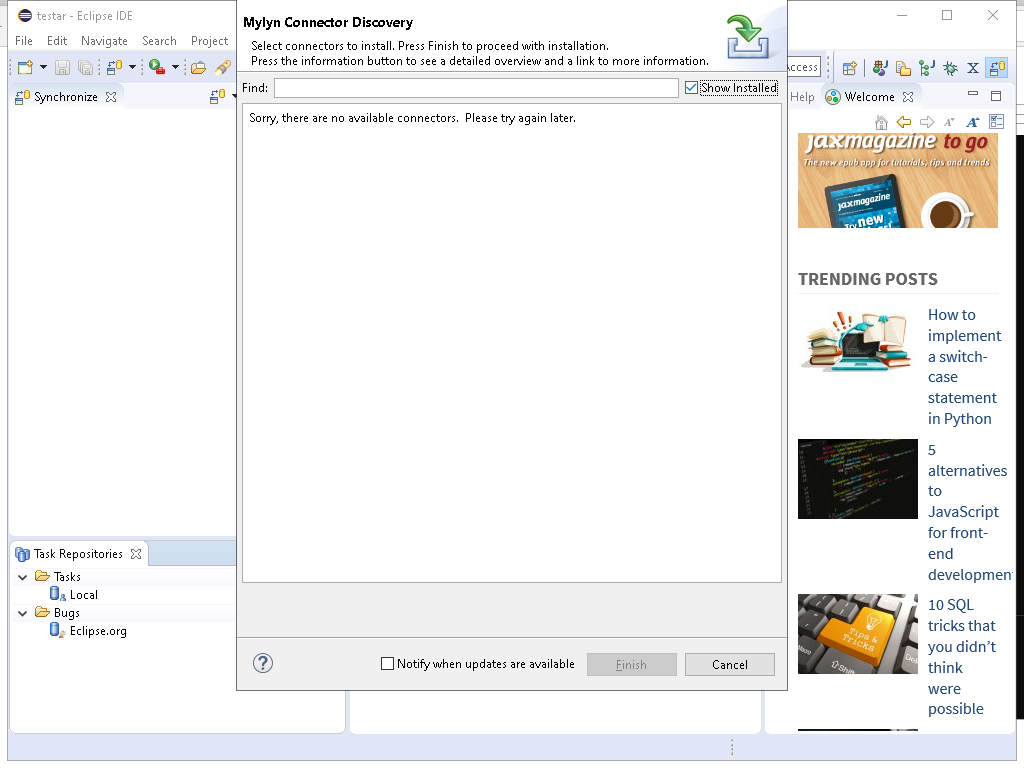 testar - Eclipse IDE
File Edit Navigate Search Project
Synchronize
Mylyn Connector Discovery
Select connectors to install. Press Finish to proceed with installation.
Press the information button to see a detailed overview and a link to more information.
Find:
Show Installed
Sorry, there are no available connectors. Please try again later.
Notify when updates are available
Finish
Cancel
Task Repositories
Tasks
Local
Bugs
Eclipse.org
Help
Welcome
jaxmagazine to go
The new epub app for tutorials, tips and trends
jaxmagazine
new
TRENDING POSTS
How to
implement
a switch-
case
statement
in Python
5
alternatives
to
JavaScript
for front-
end
development
Tips &
Tricks
Shift
10 SQL
tricks that
you didn't
think
were
possible